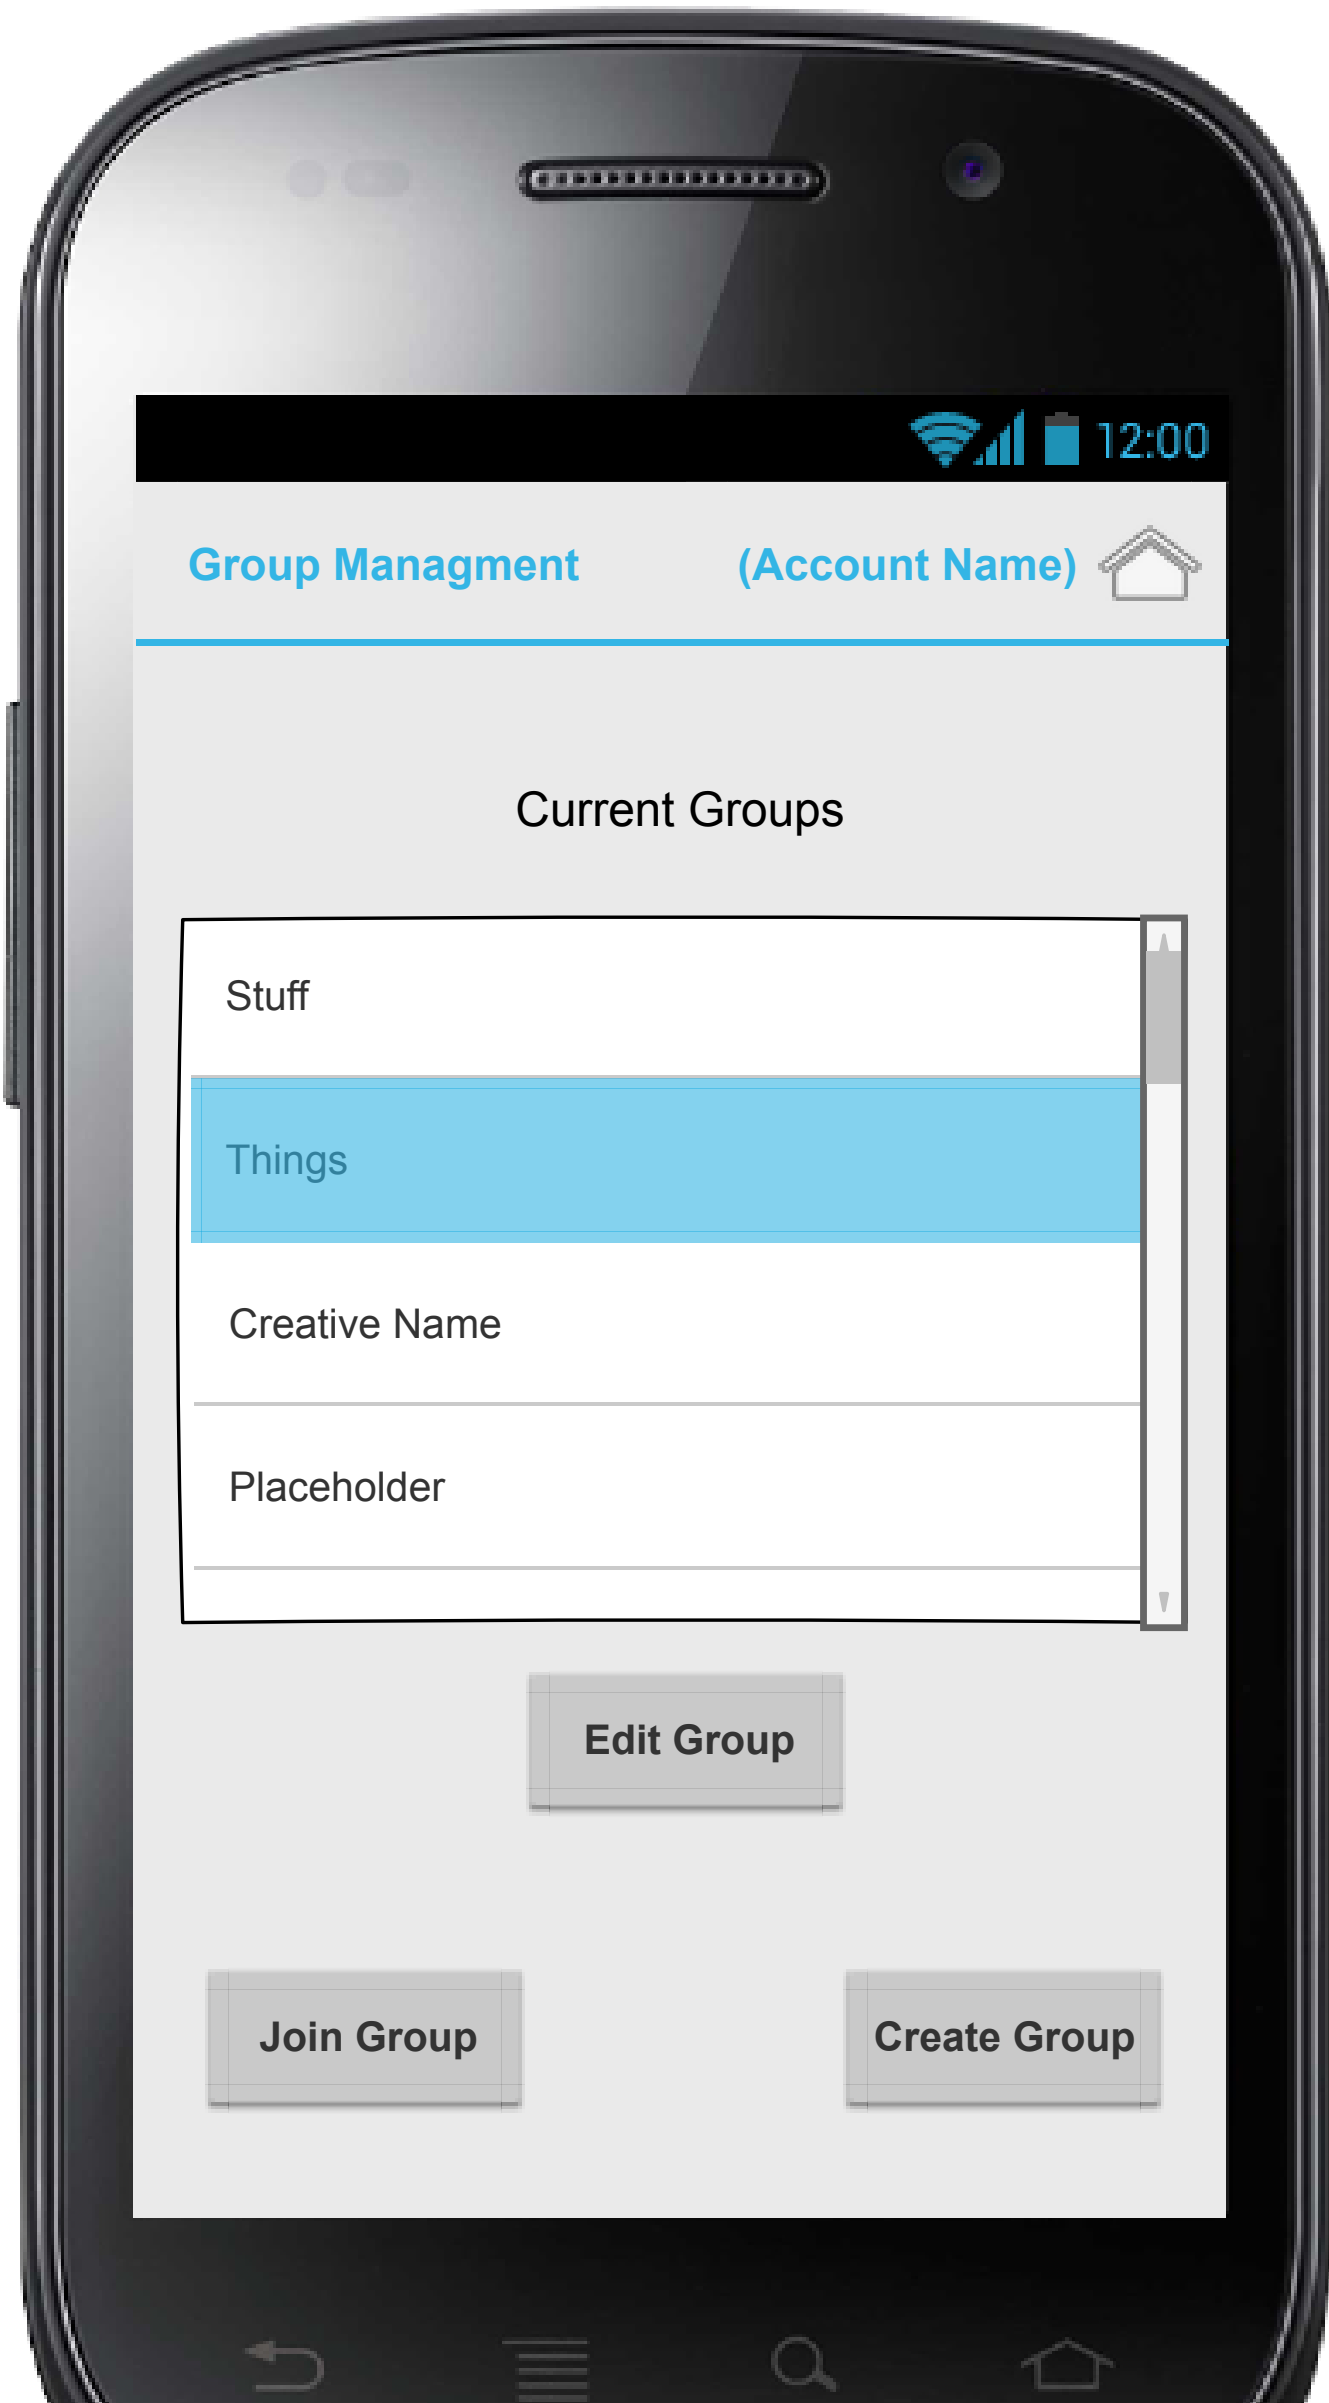 12:00
Group Managment (Account Name)
Current Groups
Stuff
Things
Creative Name
Placeholder
Edit Group
Join Group Create Group